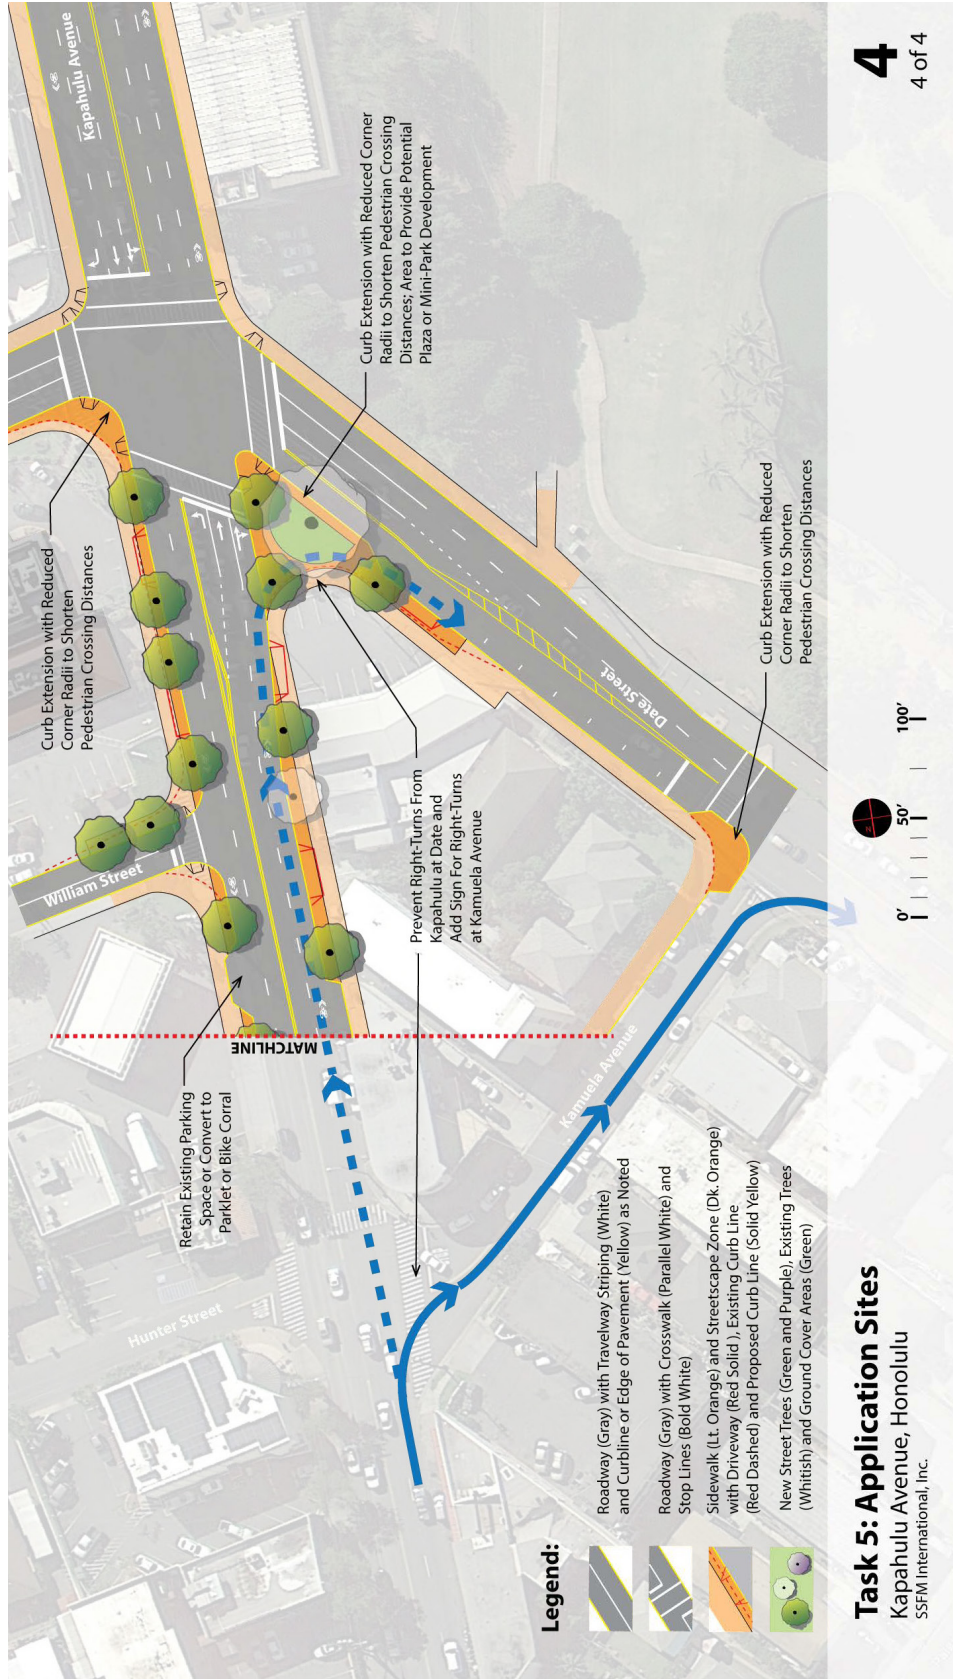 Kapahulu Avenue
Curb Extension with Reduced
Corner Radii to Shorten
Pedestrian Crossing Distances
Curb Extension with Reduced Corner
Radii to Shorten Pedestrian Crossing
Distances; Area to Provide Potential
Plaza or Mini-Park Development
William Street
Date Street
Retain Existing Parking
Space or Convert to
Parklet or Bike Corral
MATCHLINE
Prevent Right-Turns From
Kapahulu at Date and
Add Sign For Right-Turns
at Kamuela Avenue
Curb Extension with Reduced
Corner Radii to Shorten
Pedestrian Crossing Distances
Hunter Street
Kamuela Avenue
Legend:
Roadway (Gray) with Travelway Striping (White)
and Curbline or Edge of Pavement (Yellow) as Noted
Roadway (Gray) with Crosswalk (Parallel White) and
Stop Lines (Bold White)
Sidewalk (Lt. Orange) and Streetscape Zone (Dk. Orange)
with Driveway (Red Solid ), Existing Curb Line
(Red Dashed) and Proposed Curb Line (Solid Yellow)
New Street Trees (Green and Purple), Existing Trees
(Whitish) and Ground Cover Areas (Green)
Task 5: Application Sites
Kapahulu Avenue, Honolulu
SSFM International, Inc.
N
0' 50' 100'
4
4 of 4